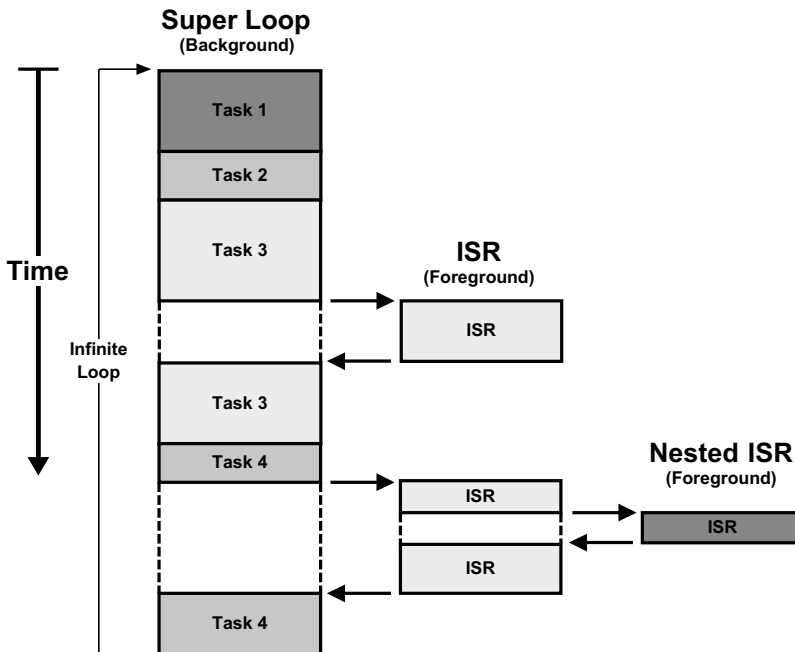 Super Loop
(Background)
Task 1
Task 2
Task 3
ISR
(Foreground)
Time
ISR
Infinite
Loop
Task 3
Task 4
Nested ISR
(Foreground)
ISR
ISR
ISR
Task 4